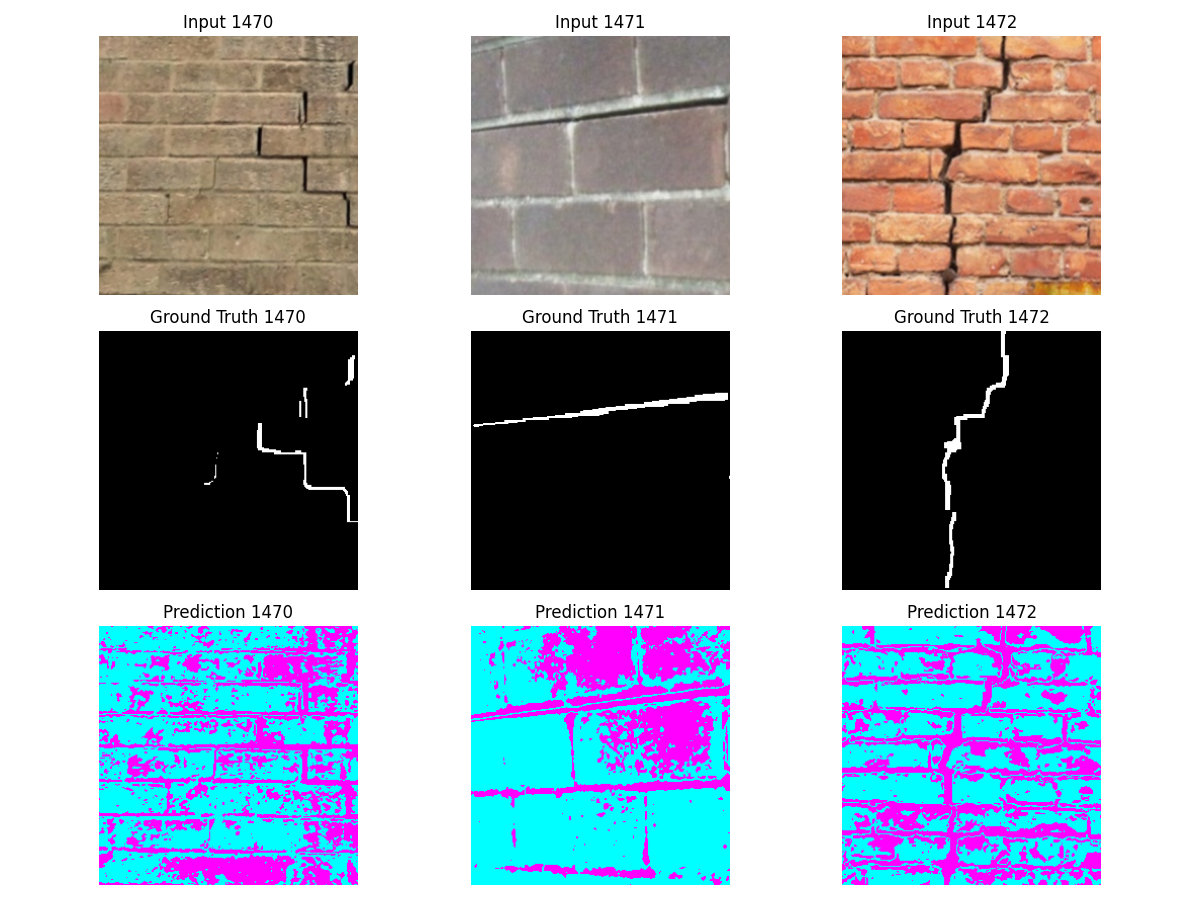 Input 1470
Input 1471
Input 1472
Ground Truth 1470
Ground Truth 1471
Ground Truth 1472
Prediction 1470
Prediction 1471
Prediction 1472